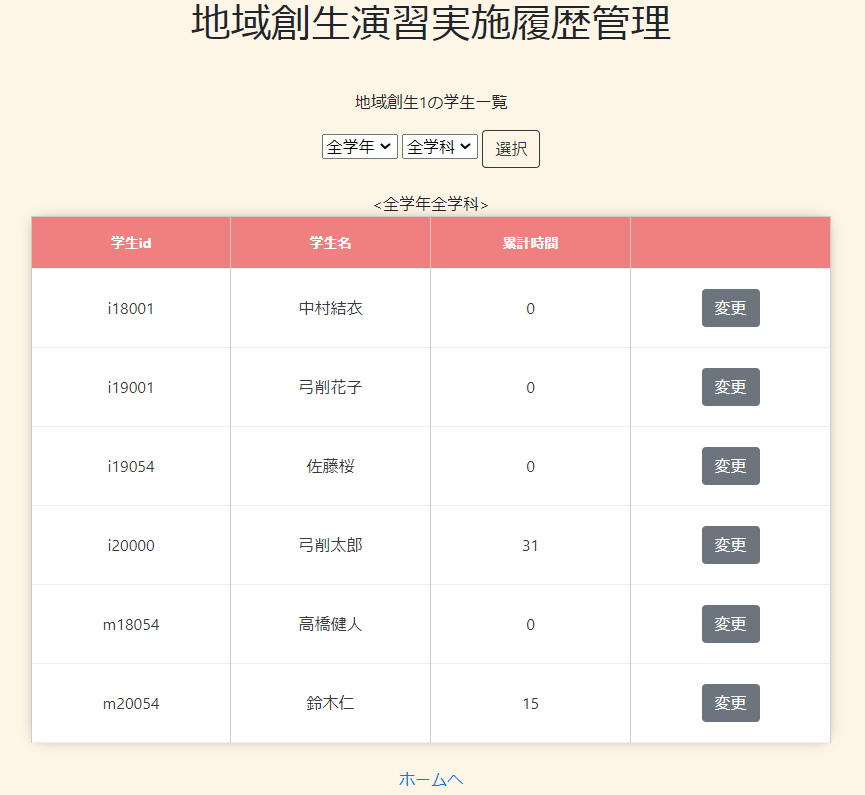 地域創生演習実施履歴管理
地域創生1の学生一覧
全学年 全学科 選択
<全学年全学科>
学生id 学生名 累計時間
i18001 中村結衣 0 変更
i19001 弓削花子 0 変更
i19054 佐藤桜 0 変更
i20000 弓削太郎 31 変更
m18054 高橋健人 0 変更
m20054 鈴木仁 15 変更
ホームへ